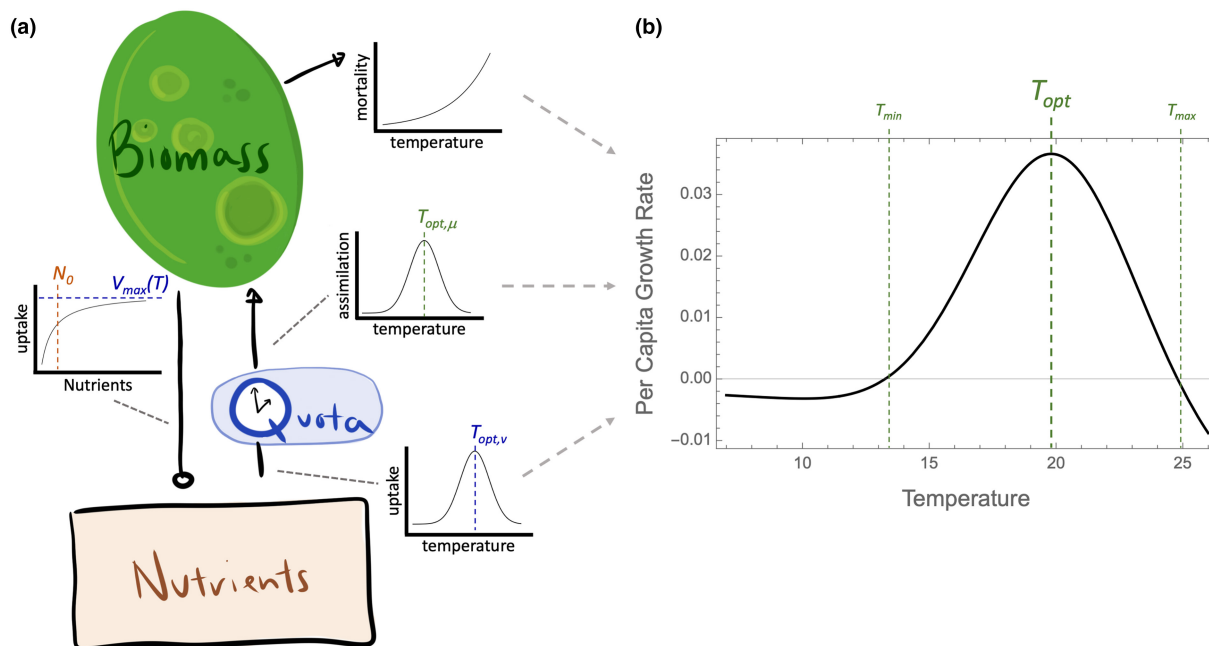 (a)
Biomass
mortality
temperature
T_opt,μ
assimilation
temperature
N_0
V_max(T)
uptake
Nutrients
Quota
T_opt,ν
uptake
temperature
Nutrients
(b)
T_opt
T_min
T_max
Per Capita Growth Rate
0.03
0.02
0.01
0.00
−0.01
10
15
20
25
Temperature